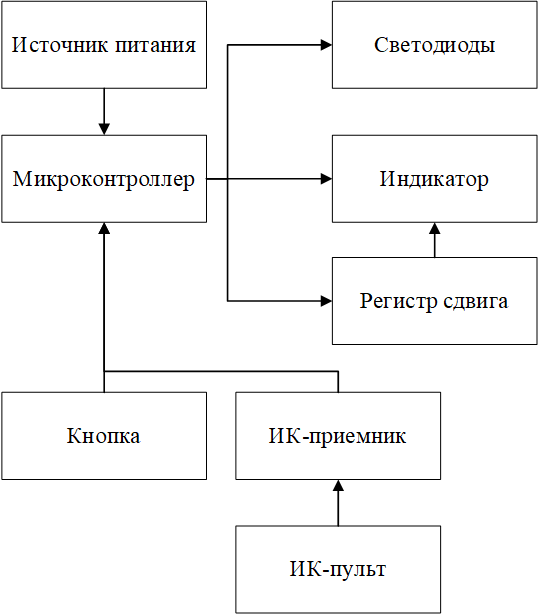 Источник питания
Светодиоды
Микроконтроллер
Индикатор
Регистр сдвига
Кнопка
ИК-приемник
ИК-пульт